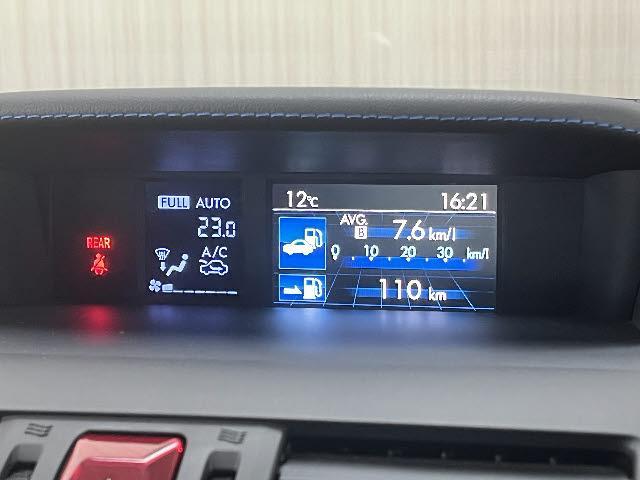 FULL AUTO
23.0
A/C
REAR
12°C 16:21
AVG.
B 7.6 km/l
0 10 20 30 km/l
110 km